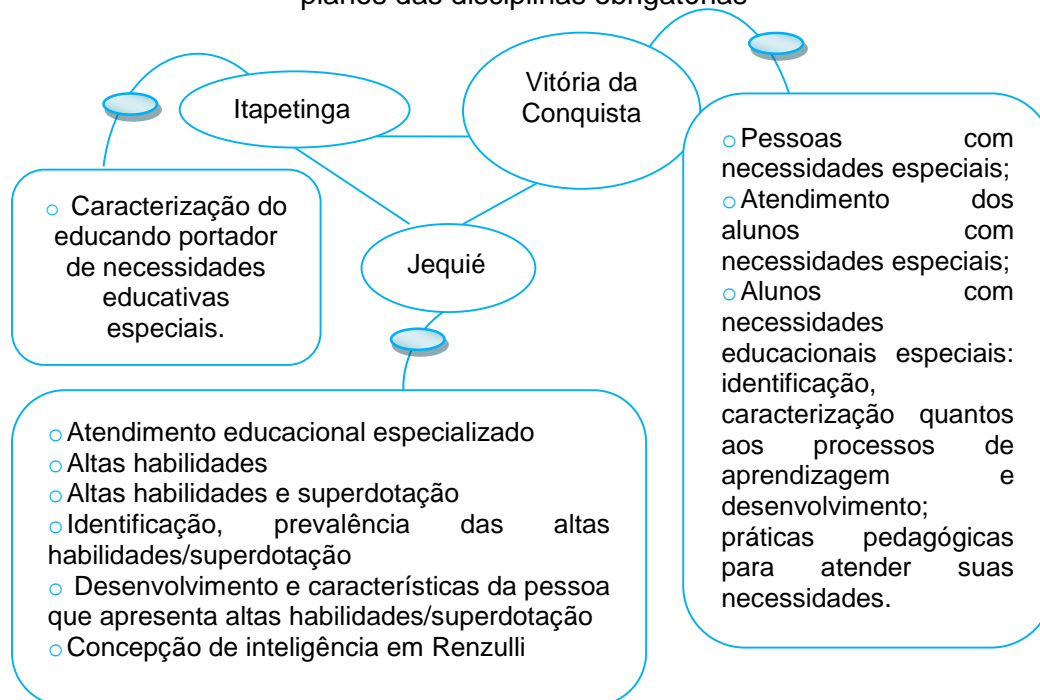 planos das disciplinas obrigatórias
Itapetinga
Vitória da
Conquista
Jequié
○ Caracterização do
educando portador
de necessidades
educativas
especiais.
○ Pessoas com
necessidades especiais;
○ Atendimento dos
alunos com
necessidades especiais;
○ Alunos com
necessidades
educacionais especiais:
identificação,
caracterização quantos
aos processos de
aprendizagem e
desenvolvimento;
práticas pedagógicas
para atender suas
necessidades.
○ Atendimento educacional especializado
○ Altas habilidades
○ Altas habilidades e superdotação
○ Identificação, prevalência das altas
habilidades/superdotação
○ Desenvolvimento e características da pessoa
que apresenta altas habilidades/superdotação
○ Concepção de inteligência em Renzulli